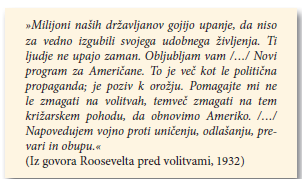 »Milijoni naših državljanov gojijo upanje, da niso
za vedno izgubili svojega udobnega življenja. Ti
ljudje ne upajo zaman. Obljubljam vam /…/ Novi
program za Američane. To je več kot le politična
propaganda; je poziv k orožju. Pomagajte mi ne
le zmagati na volitvah, temveč zmagati na tem
križarskem pohodu, da obnovimo Ameriko. /…/
Napovedujem vojno proti uničenju, odlašanju, pre-
vari in obupu.«
(Iz govora Roosevelta pred volitvami, 1932)